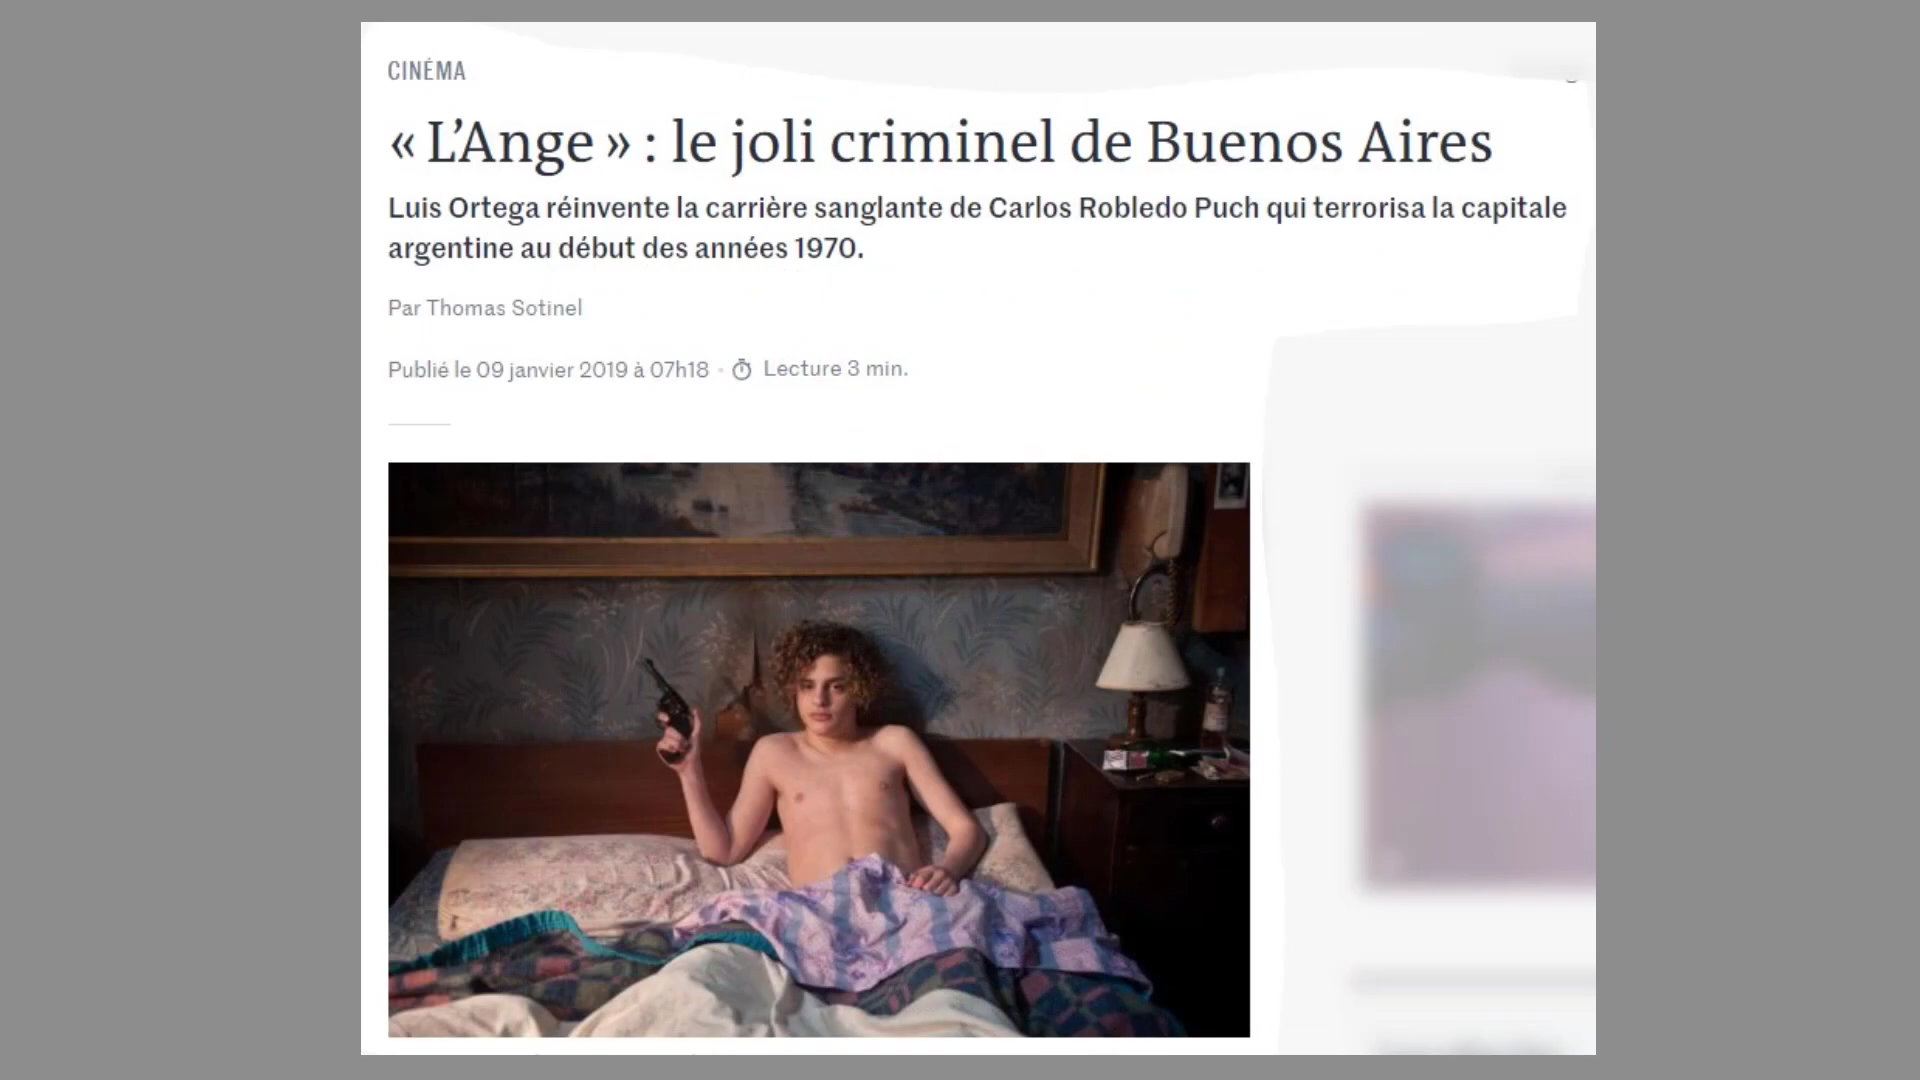 CINÉMA
« L’Ange » : le joli criminel de Buenos Aires
Luis Ortega réinvente la carrière sanglante de Carlos Robledo Puch qui terrorisa la capitale
argentine au début des années 1970.
Par Thomas Sotinel
Publié le 09 janvier 2019 à 07h18 • Lecture 3 min.